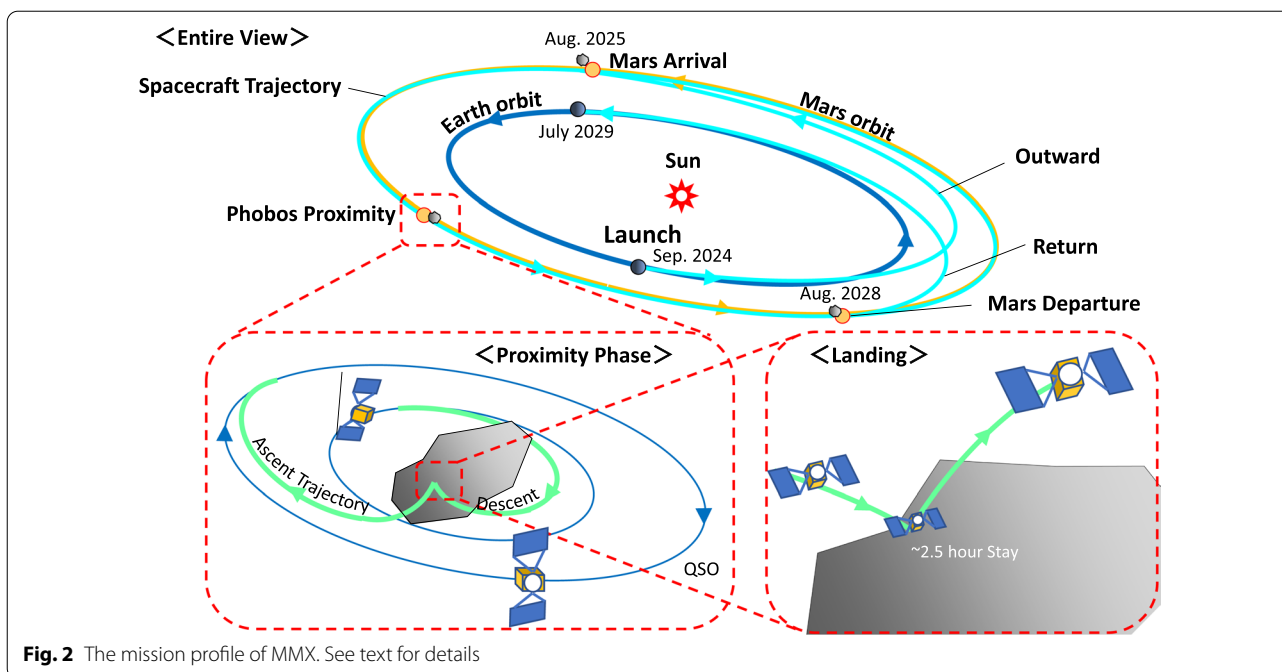 ＜Entire View＞
Aug. 2025
Mars Arrival
Spacecraft Trajectory
Earth orbit
Mars orbit
July 2029
Outward
Sun
Phobos Proximity
Launch
Sep. 2024
Return
Aug. 2028
Mars Departure
＜Proximity Phase＞
Ascent Trajectory
Descent
QSO
＜Landing＞
~2.5 hour Stay
Fig. 2 The mission profile of MMX. See text for details